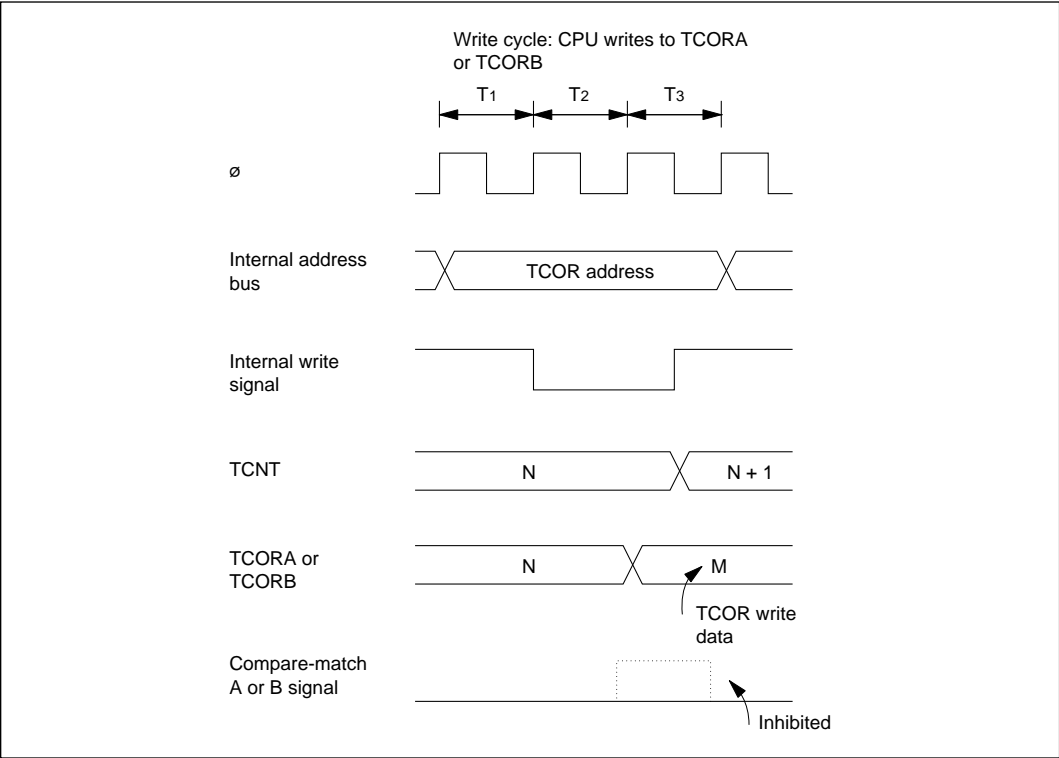 Write cycle: CPU writes to TCORA
or TCORB
T1 T2 T3
ø
Internal address
bus
TCOR address
Internal write
signal
TCNT
N N + 1
TCORA or
TCORB
N M
TCOR write
data
Compare-match
A or B signal
Inhibited